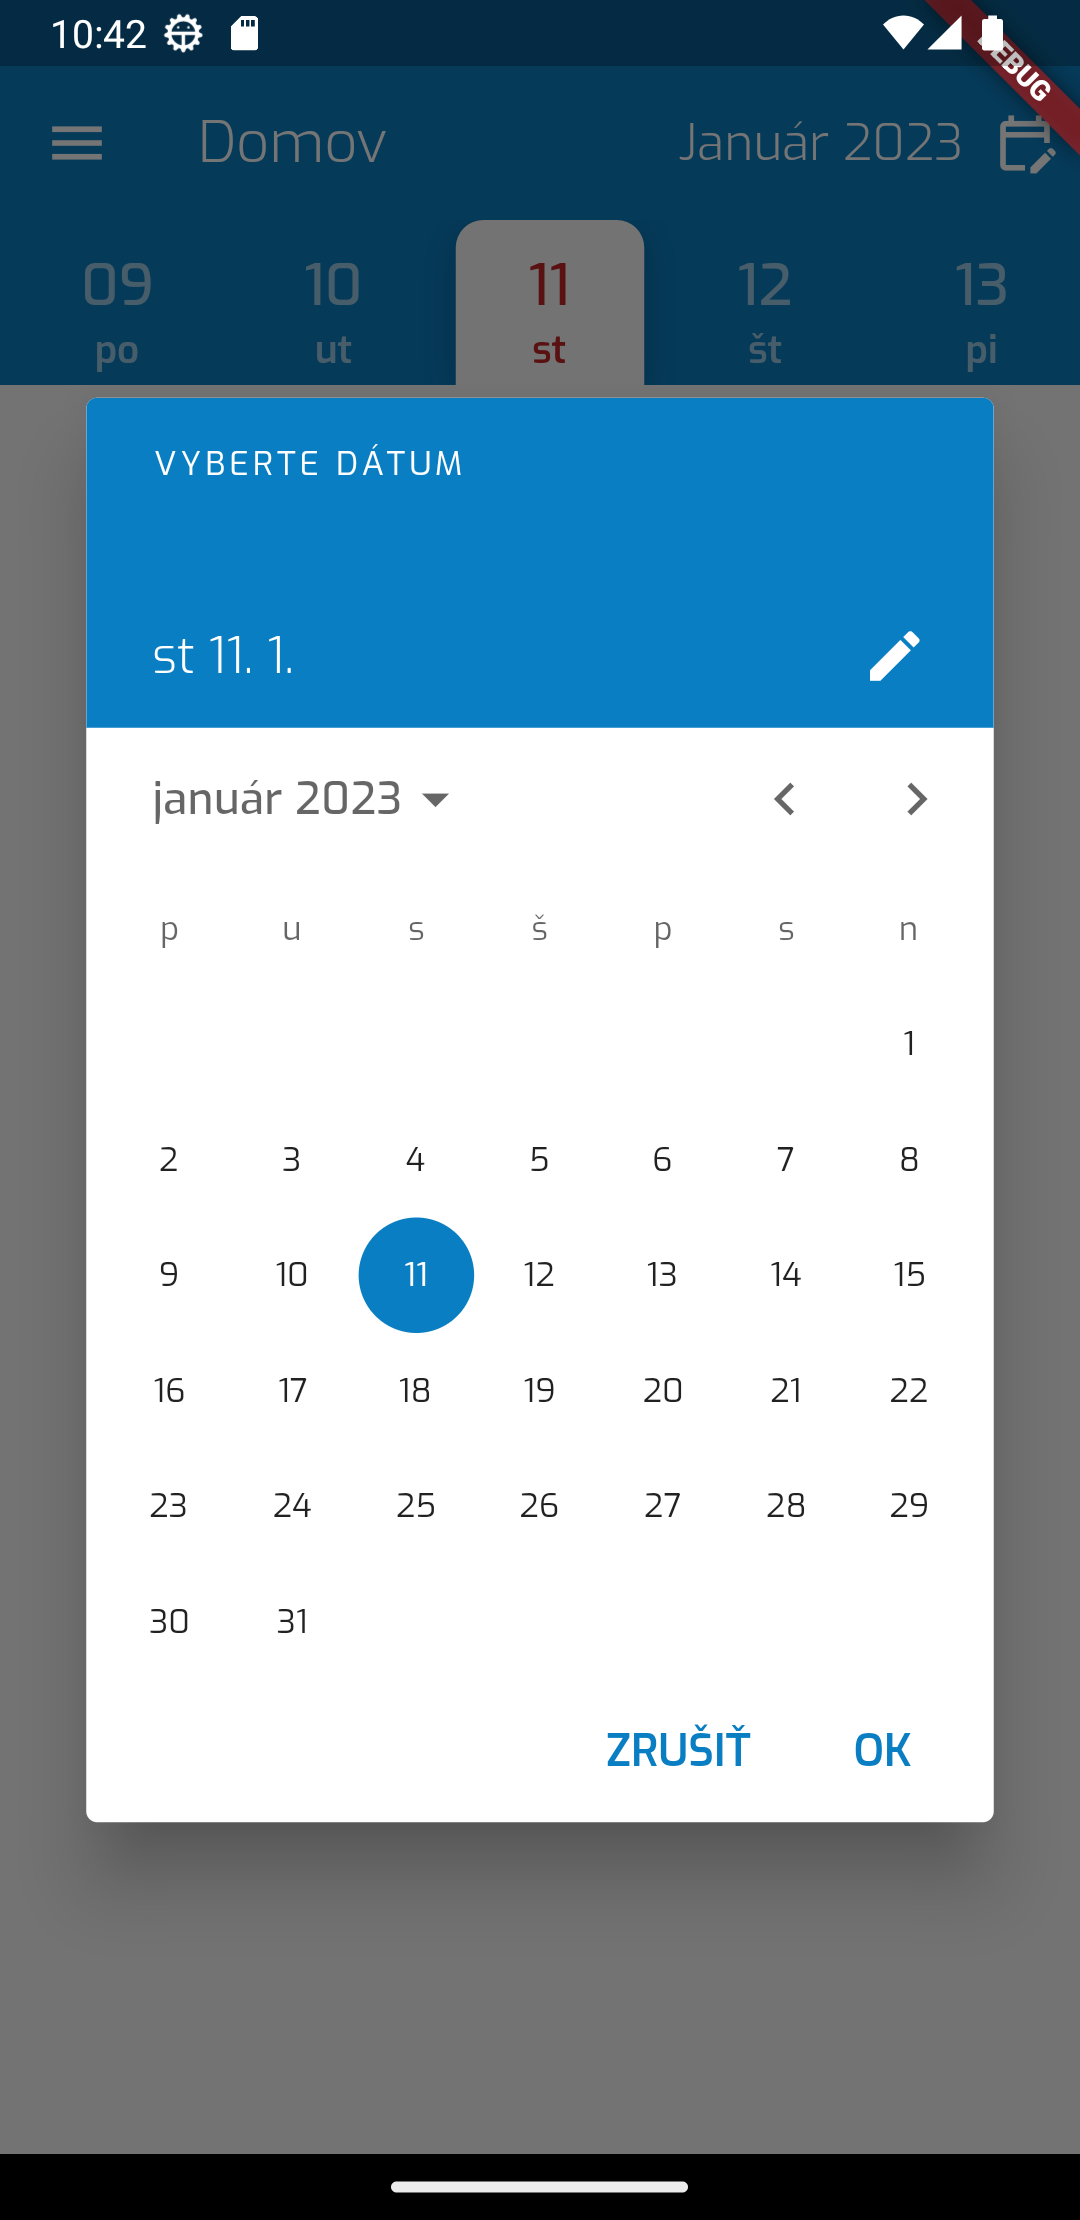 10:42
DEBUG
Domov Január 2023
09 10 11 12 13
po ut st št pi
VYBERTE DÁTUM
st 11. 1.
január 2023
p u s š p s n
1
2 3 4 5 6 7 8
9 10 11 12 13 14 15
16 17 18 19 20 21 22
23 24 25 26 27 28 29
30 31
ZRUŠIŤ OK